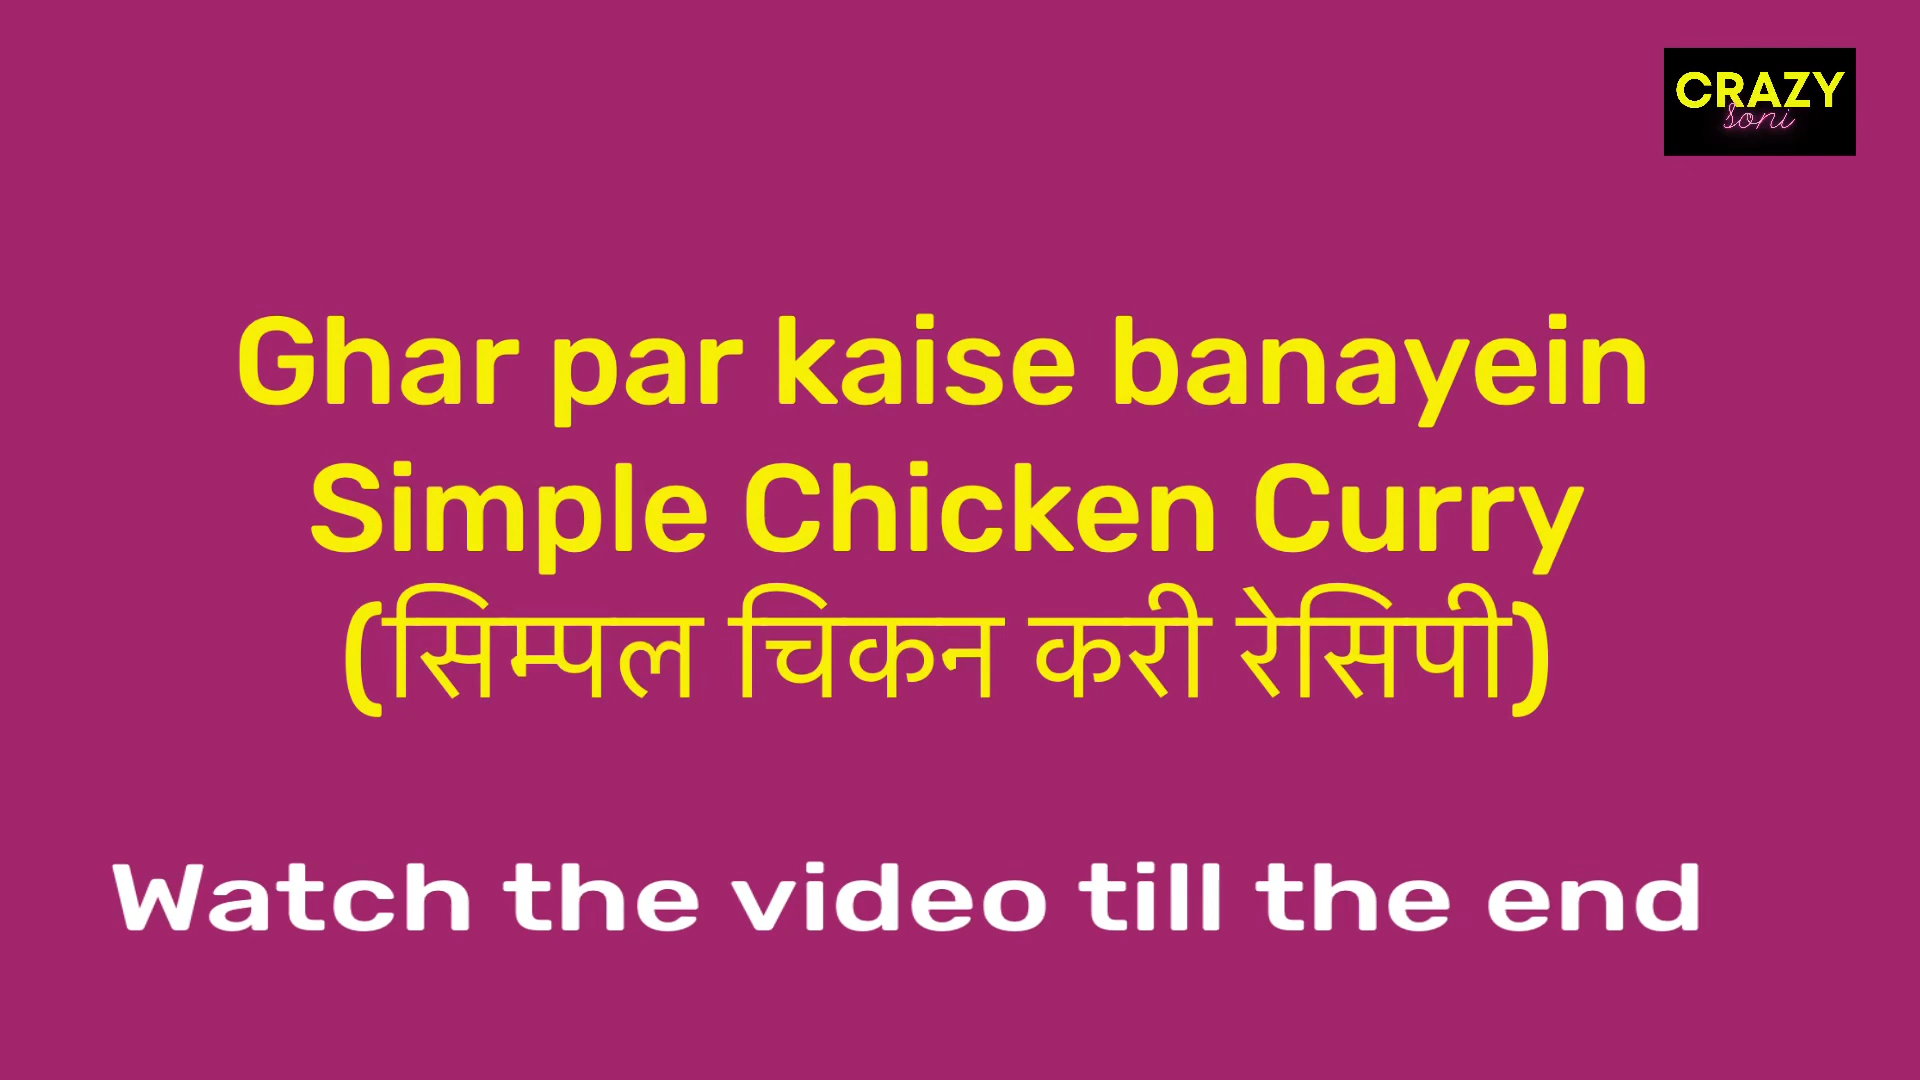 CRAZY
soni
Ghar par kaise banayein
Simple Chicken Curry
(सिम्पल चिकन करी रेसिपी)
Watch the video till the end